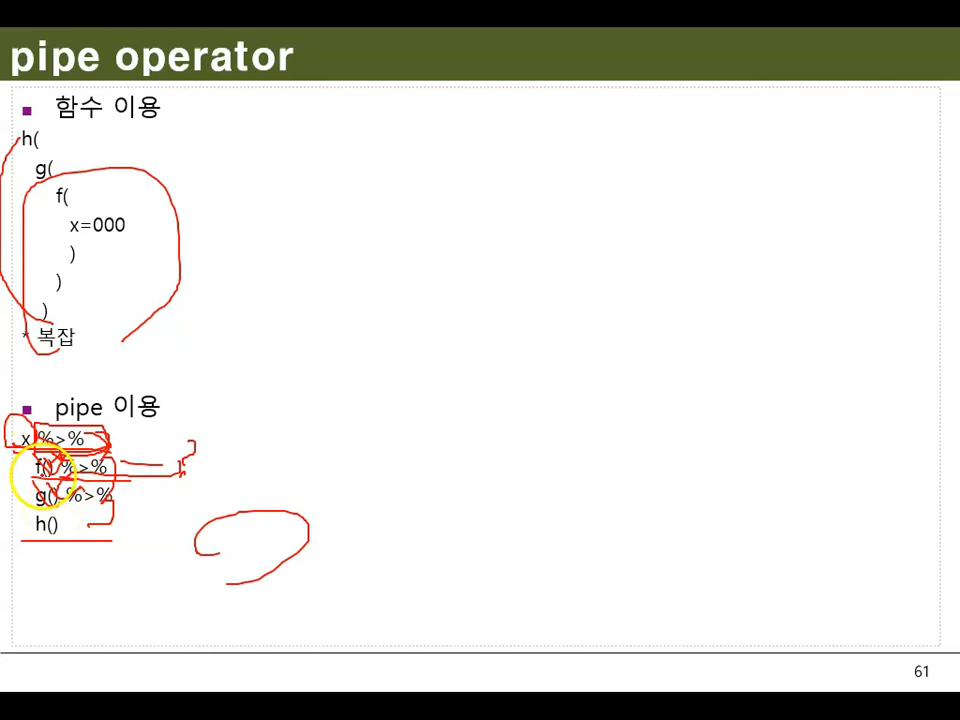 pipe operator
■ 함수 이용
h(
g(
f(
x=000
)
)
)
* 복잡
■ pipe 이용
x %>%
f() %>%
g() %>%
h()
61